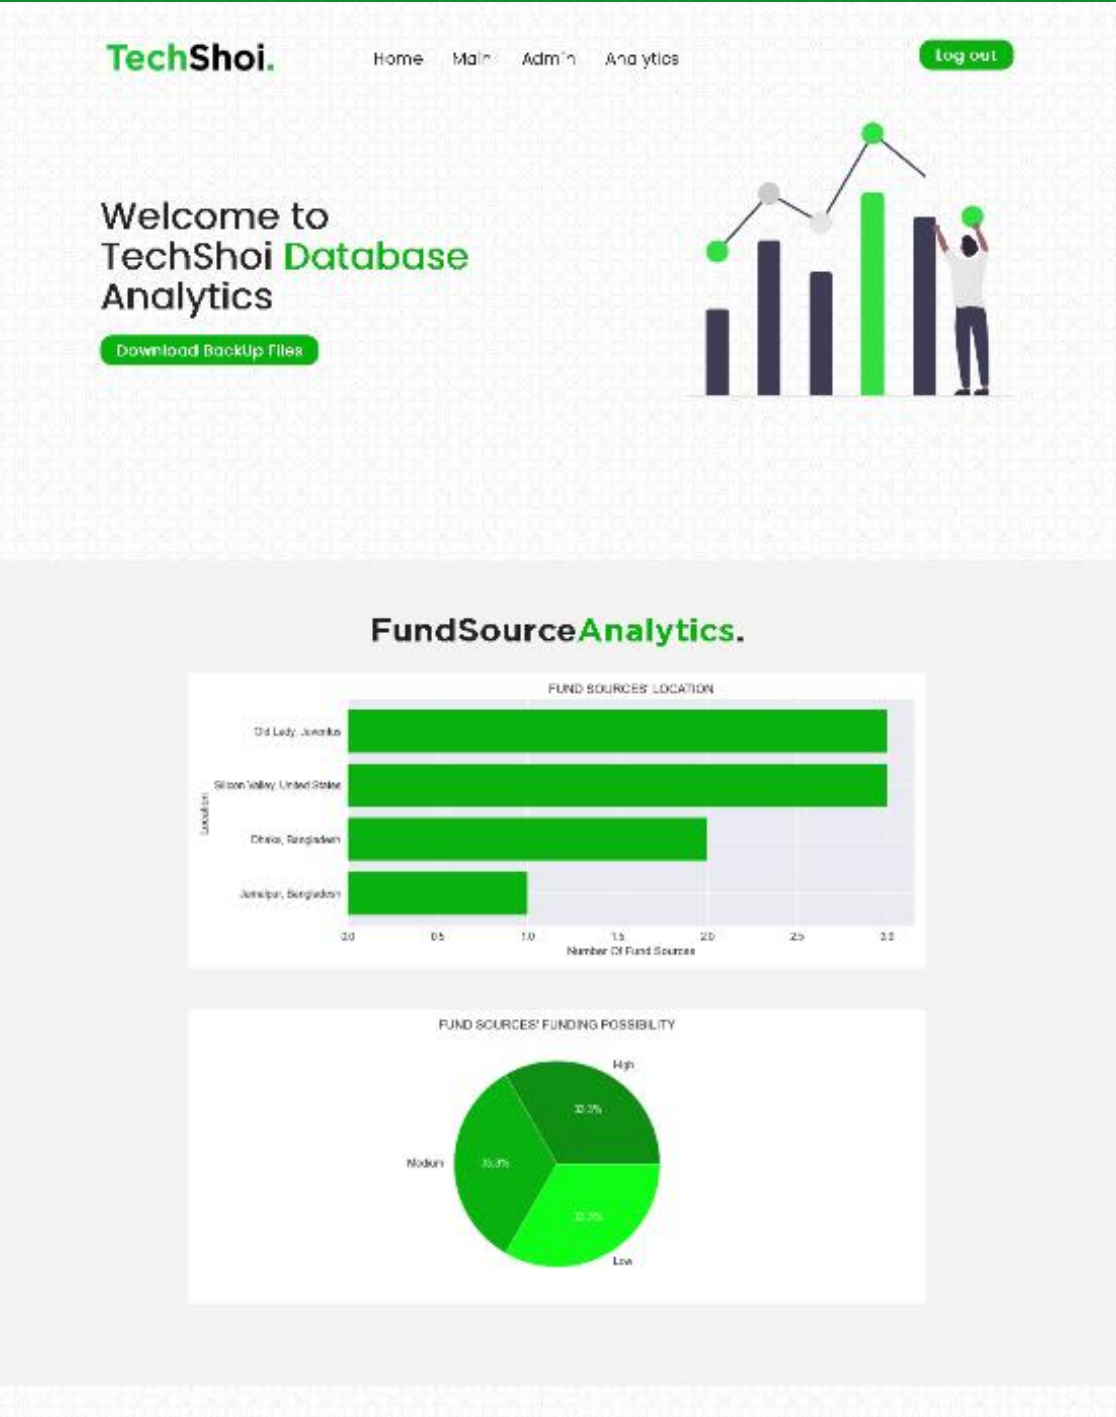 TechShoi.
Home Main Admin Analytics
Log out
Welcome to
TechShoi Database
Analytics
Download BackUp Files
FundSourceAnalytics.
FUND SOURCES' LOCATION
Old Lady, Juventus
Silicon Valley, United States
Dhaka, Bangladesh
Jamalpur, Bangladesh
Location
0.0 0.5 1.0 1.5 2.0 2.5 3.0
Number Of Fund Sources
FUND SOURCES' FUNDING POSSIBILITY
High
33.3%
Medium
33.3%
33.3%
Low